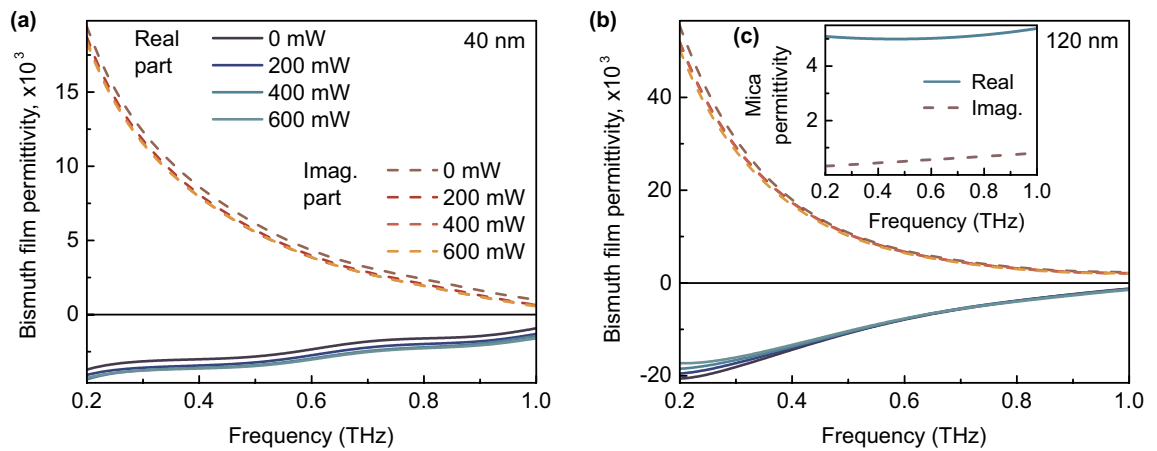 (a)
Real
part
0 mW
200 mW
400 mW
600 mW
40 nm
Imag.
part
0 mW
200 mW
400 mW
600 mW
Bismuth film permittivity, x10³
15
10
5
0
0.2
0.4
0.6
0.8
1.0
Frequency (THz)
(b)
(c)
120 nm
Mica
permittivity
4
2
Real
Imag.
0.2
0.4
0.6
0.8
1.0
Frequency (THz)
Bismuth film permittivity, x10³
40
20
0
-20
0.2
0.4
0.6
0.8
1.0
Frequency (THz)